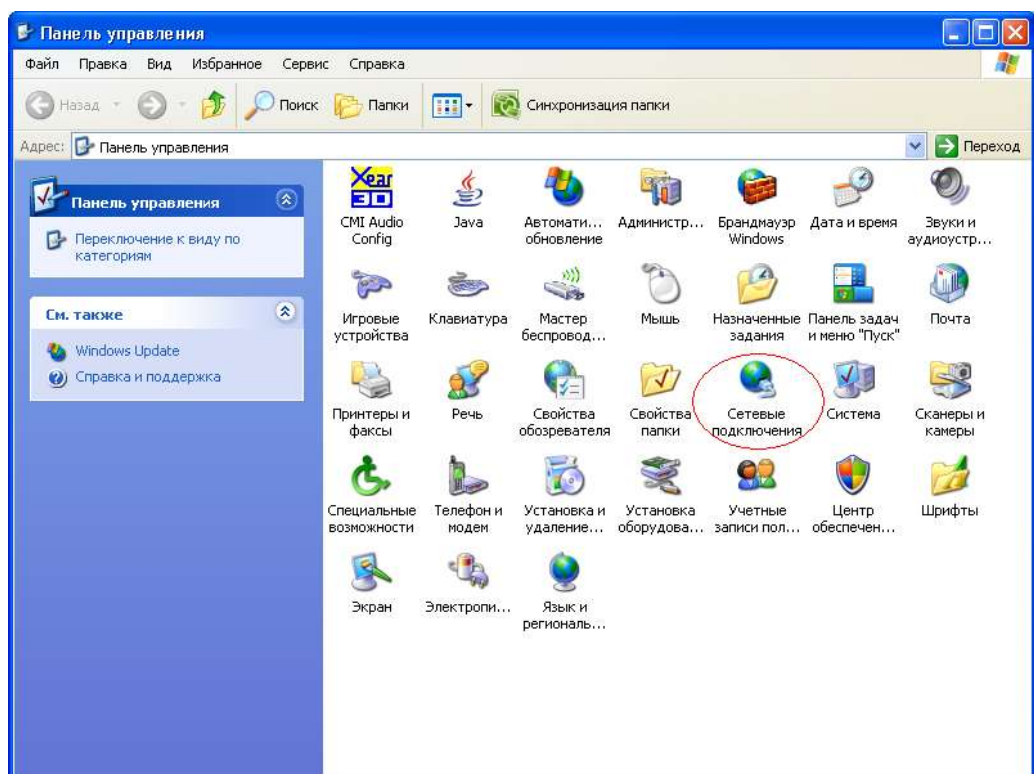 Панель управления
Файл Правка Вид Избранное Сервис Справка
Назад Поиск Папки Синхронизация папки
Адрес: Панель управления Переход
Панель управления
Переключение к виду по
категориям
См. также
Windows Update
Справка и поддержка
Xear
3D
CMI Audio
Config
Java
Автомати...
обновление
Администр...
Брандмауэр
Windows
Дата и время
Звуки и
аудиоустр...
Игровые
устройства
Клавиатура
Мастер
беспровод...
Мышь
Назначенные
задания
Панель задач
и меню "Пуск"
Почта
Принтеры и
факсы
Речь
Свойства
обозревателя
Свойства
папки
Сетевые
подключения
Система
Сканеры и
камеры
Специальные
возможности
Телефон и
модем
Установка и
удаление...
Установка
оборудова...
Учетные
записи пол...
Центр
обеспечен...
Шрифты
Экран
Электропи...
Язык и
региональ...